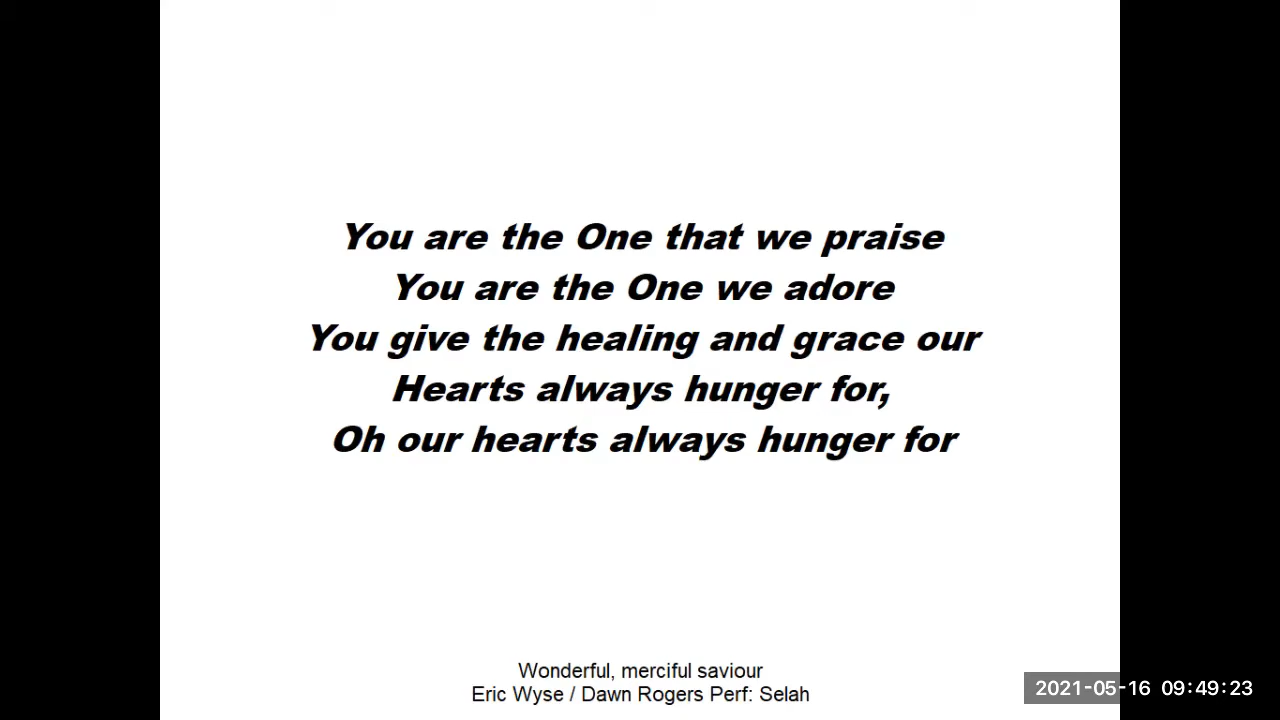 You are the One that we praise
You are the One we adore
You give the healing and grace our
Hearts always hunger for,
Oh our hearts always hunger for
Wonderful, merciful saviour
Eric Wyse / Dawn Rogers Perf: Selah
2021-05-16 09:49:23